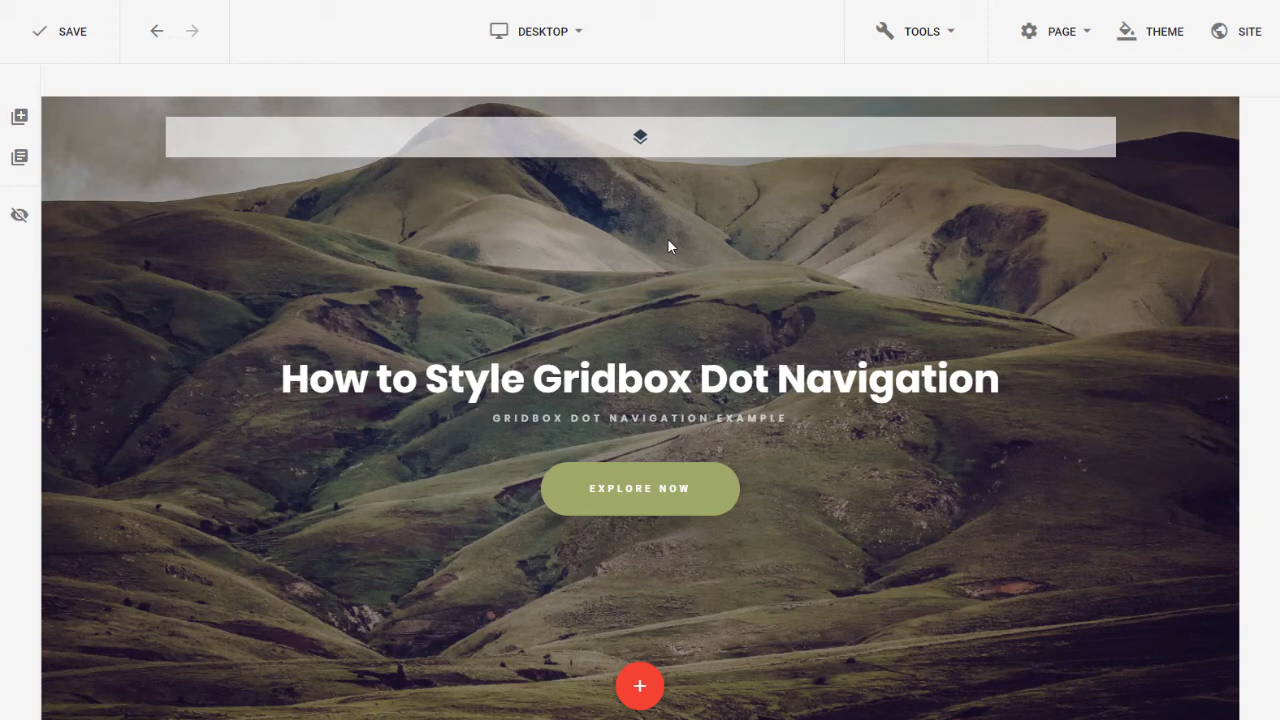 SAVE
DESKTOP
TOOLS
PAGE
THEME
SITE
How to Style Gridbox Dot Navigation
GRIDBOX DOT NAVIGATION EXAMPLE
EXPLORE NOW